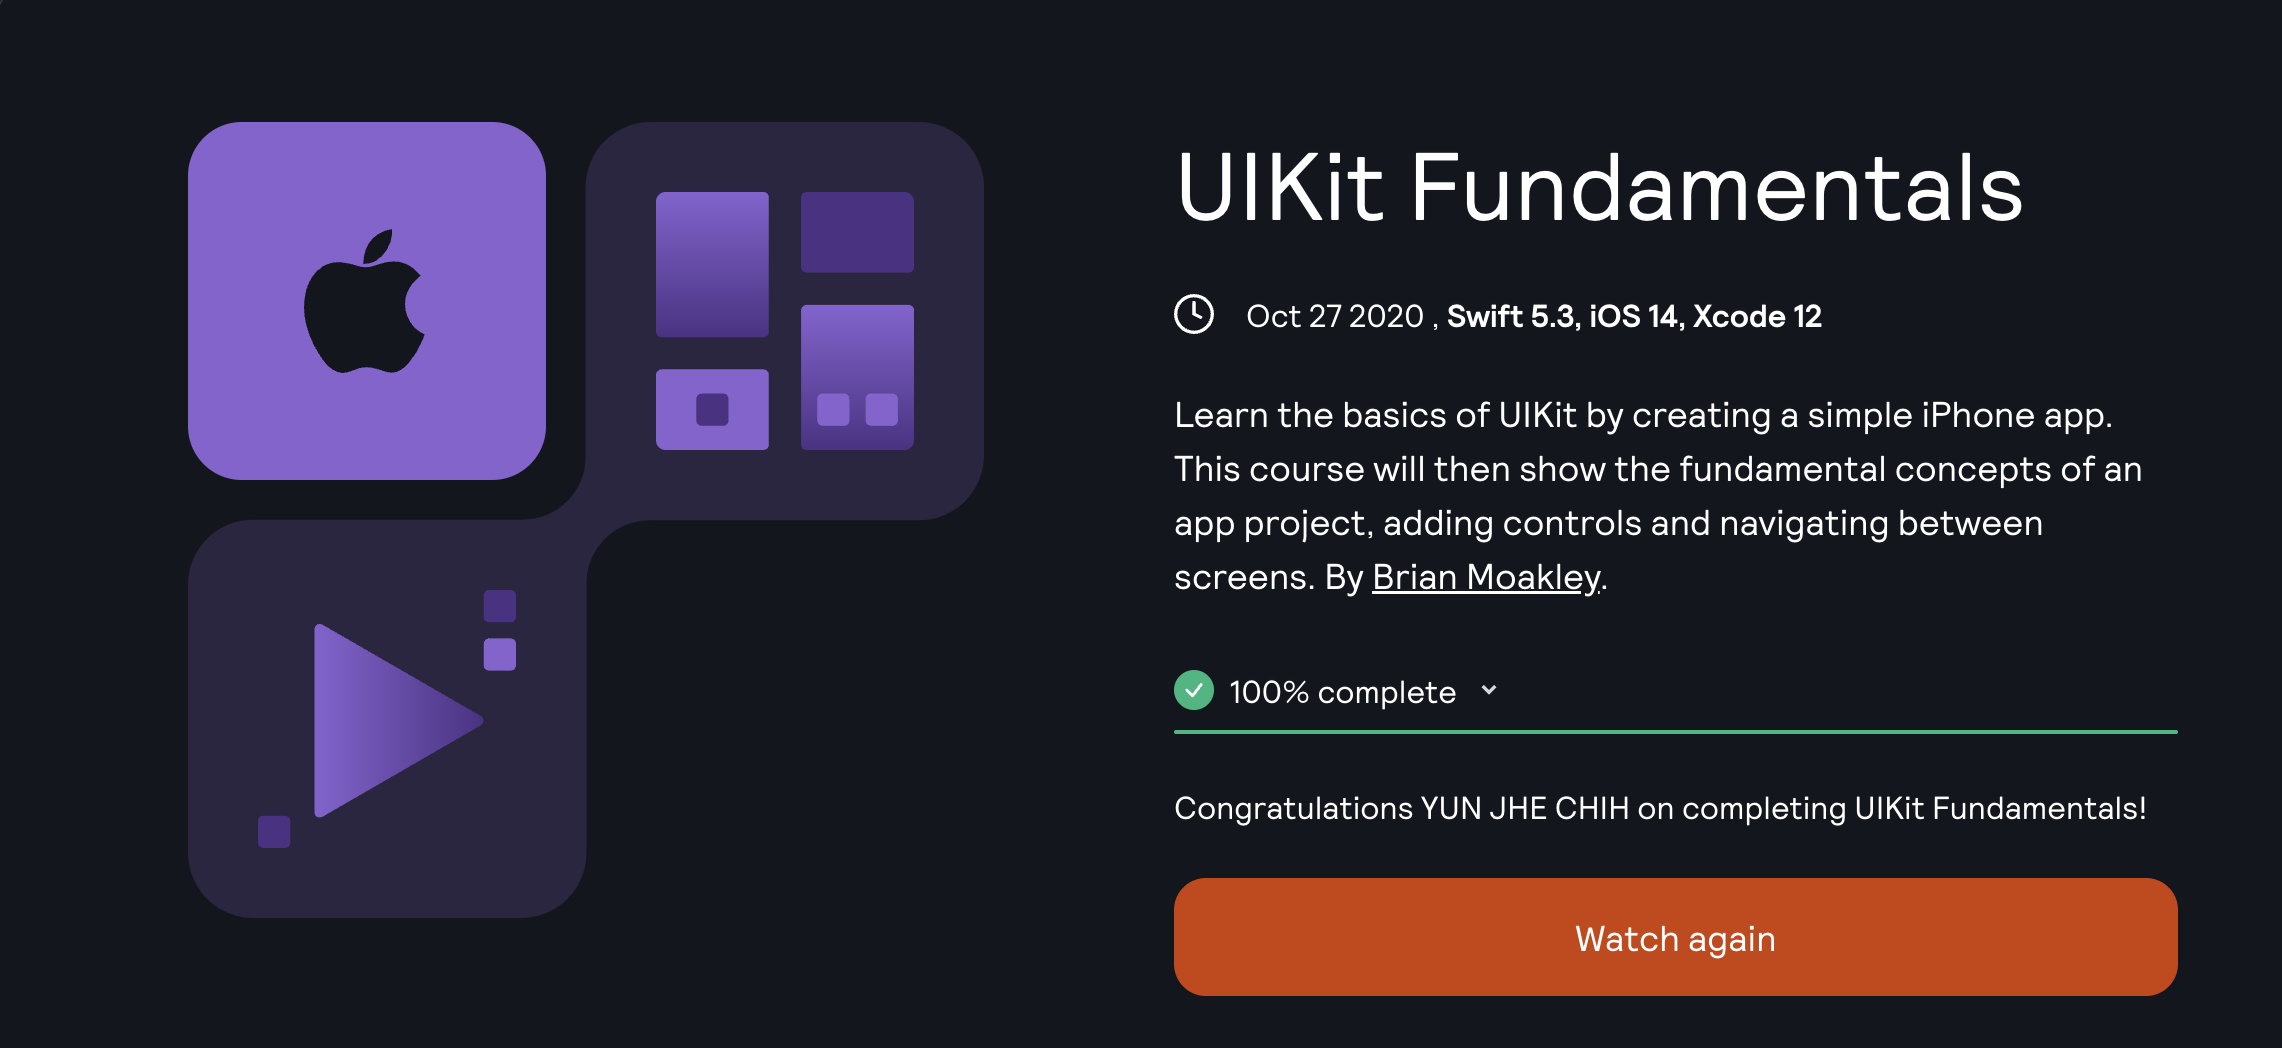 UIKit Fundamentals
Oct 27 2020 , Swift 5.3, iOS 14, Xcode 12
Learn the basics of UIKit by creating a simple iPhone app.
This course will then show the fundamental concepts of an
app project, adding controls and navigating between
screens. By Brian Moakley.
100% complete
Congratulations YUN JHE CHIH on completing UIKit Fundamentals!
Watch again